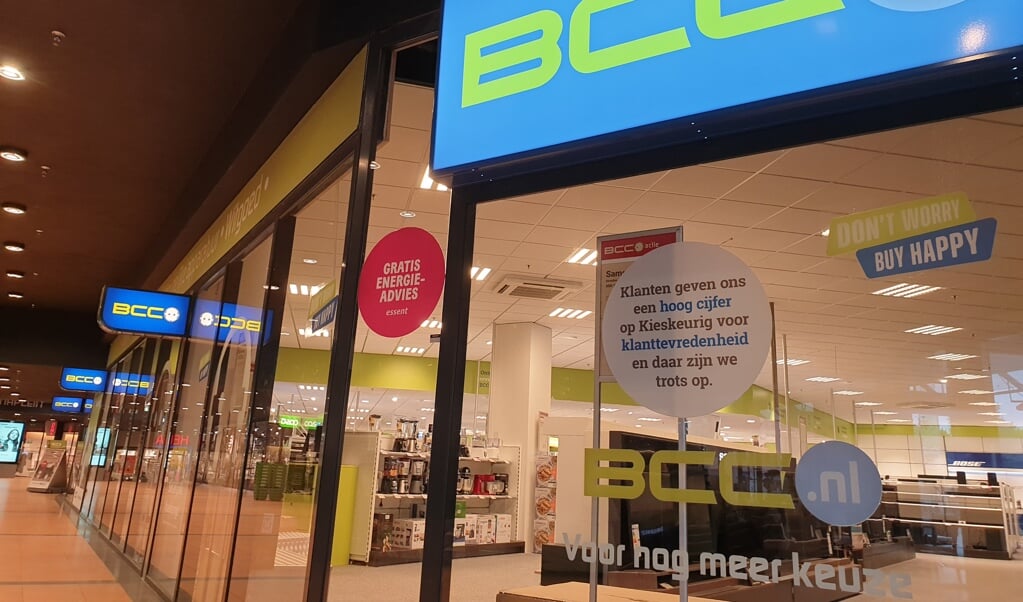 BCC
Witgoed
BCC
BCC
BCC
BCC
BCC
GRATIS
ENERGIE-
ADVIES
essent
BCC actie
Klanten geven ons
een hoog cijfer
op Kieskeurig voor
klanttevredenheid
en daar zijn we
trots op.
DON'T WORRY
BUY HAPPY
BOSE
BCC.nl
Voor nog meer keuze